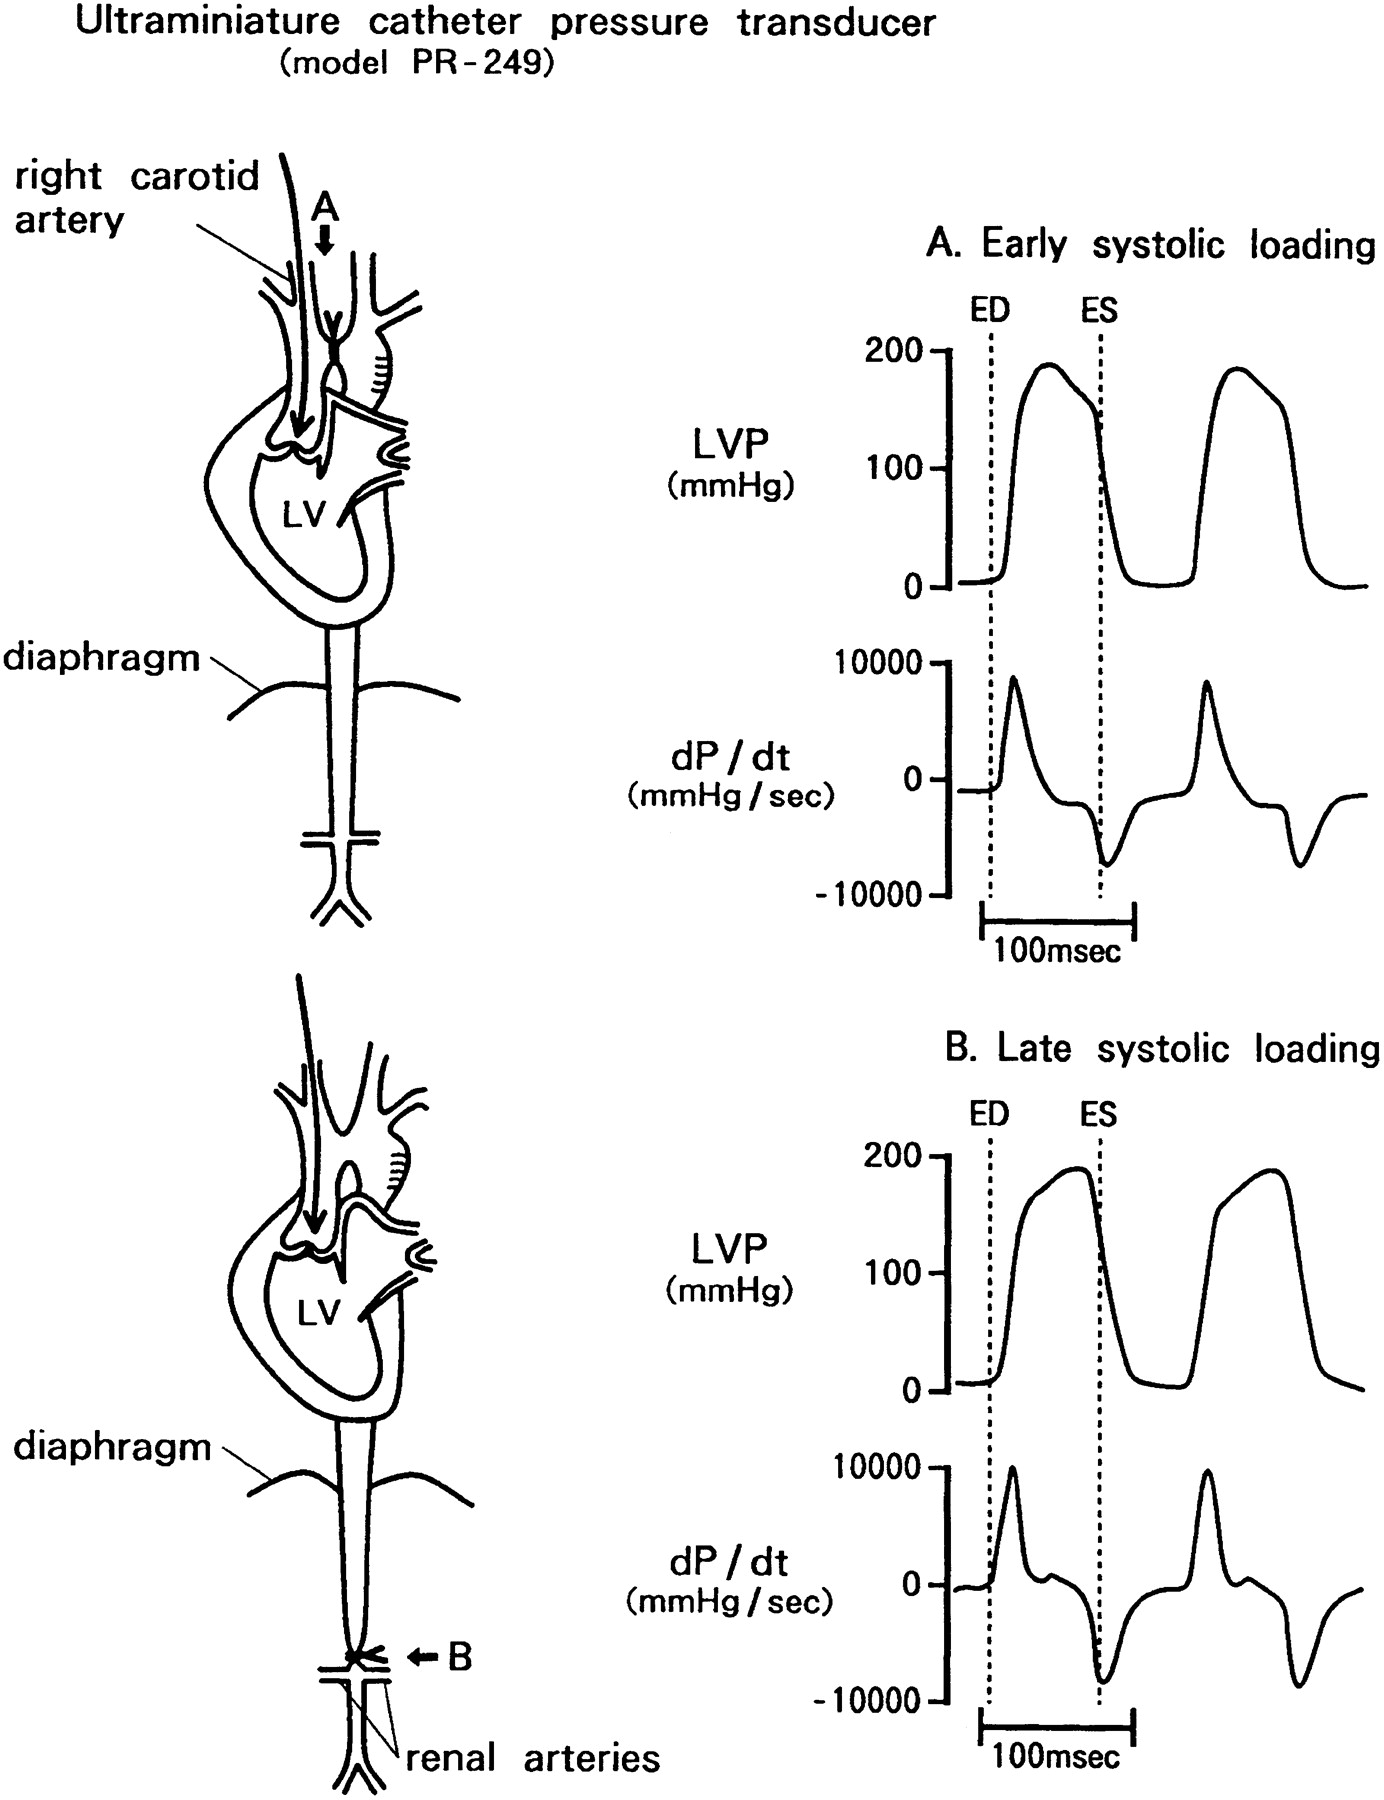 Ultraminiature catheter pressure transducer
(model PR-249)
right carotid
artery
A
LV
diaphragm
A. Early systolic loading
ED ES
200
100
0
LVP
(mmHg)
10000
0
-10000
dP/dt
(mmHg/sec)
100msec
LV
diaphragm
B
renal arteries
B. Late systolic loading
ED ES
200
100
0
LVP
(mmHg)
10000
0
-10000
dP/dt
(mmHg/sec)
100msec